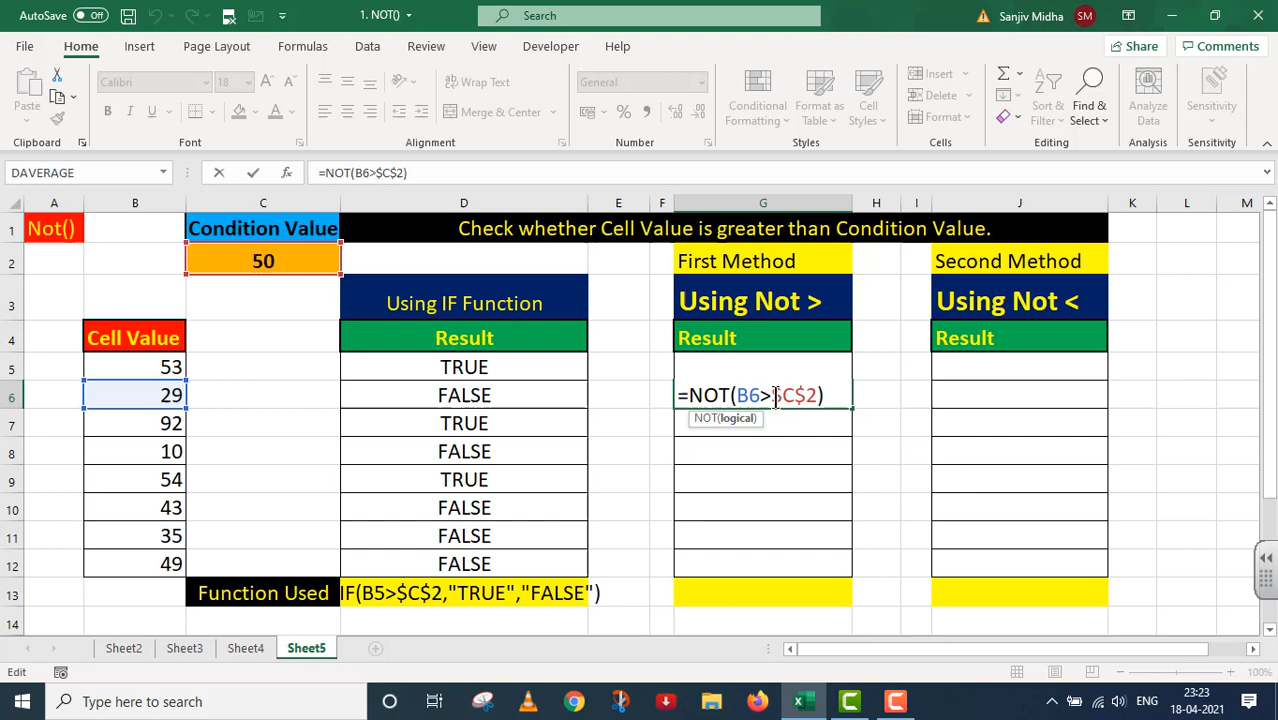 AutoSave Off 1. NOT() Search Sanjiv Midha SM
File Home Insert Page Layout Formulas Data Review View Developer Help Share Comments
Paste Calibri 18 Wrap Text General Conditional Formatting Format as Table Cell Styles Insert Sort & Filter Find & Select Analyze Data Sensitivity
B I U Merge & Center Delete
Format
Clipboard Font Alignment Number Styles Cells Editing Analysis Sensitivity
DAVERAGE =NOT(B6>$C$2)
A B C D E F G H I J K L M
1 Not() Condition Value Check whether Cell Value is greater than Condition Value.
2 50 First Method Second Method
3 Using IF Function Using Not > Using Not <
4 Cell Value Result Result Result
5 53 TRUE
6 29 FALSE =NOT(B6>$C$2)
NOT(logical)
7 92 TRUE
8 10 FALSE
9 54 TRUE
10 43 FALSE
11 35 FALSE
12 49 FALSE
13 Function Used IF(B5>$C$2,"TRUE","FALSE")
14
Sheet2 Sheet3 Sheet4 Sheet5
Edit 100%
Type here to search ENG 23:23
18-04-2021